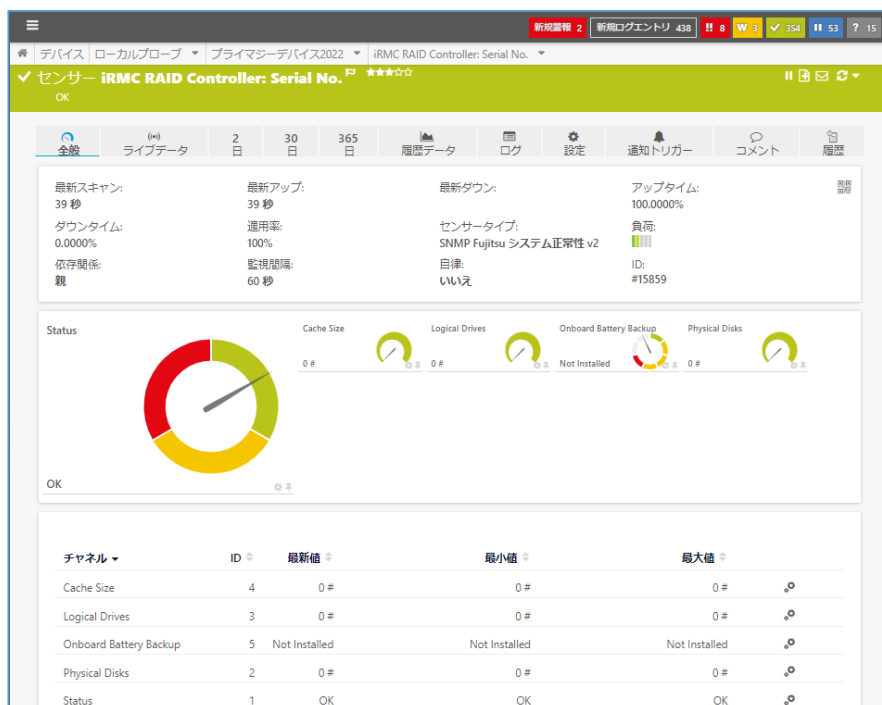 新規警報 2 新規ログエントリ 438 !! 8 W 3 354 53 ? 15
デバイス ローカルプローブ プライマジーデバイス2022 iRMC RAID Controller: Serial No.
センサー iRMC RAID Controller: Serial No.
OK
全般 ライブデータ 2 日 30 日 365 日 履歴データ ログ 設定 通知トリガー コメント 履歴
最新スキャン: 最新アップ: 最新ダウン: アップタイム:
39 秒 39 秒 100.0000%
ダウンタイム: 適用率: センサータイプ: 負荷:
0.0000% 100% SNMP Fujitsu システム正常性 v2
依存関係: 監視間隔: 自律: ID:
親 60 秒 いいえ #15859
Status Cache Size Logical Drives Onboard Battery Backup Physical Disks
0 # 0 # Not Installed 0 #
OK
チャネル ID 最新値 最小値 最大値
Cache Size 4 0 # 0 # 0 #
Logical Drives 3 0 # 0 # 0 #
Onboard Battery Backup 5 Not Installed Not Installed Not Installed
Physical Disks 2 0 # 0 # 0 #
Status 1 OK OK OK